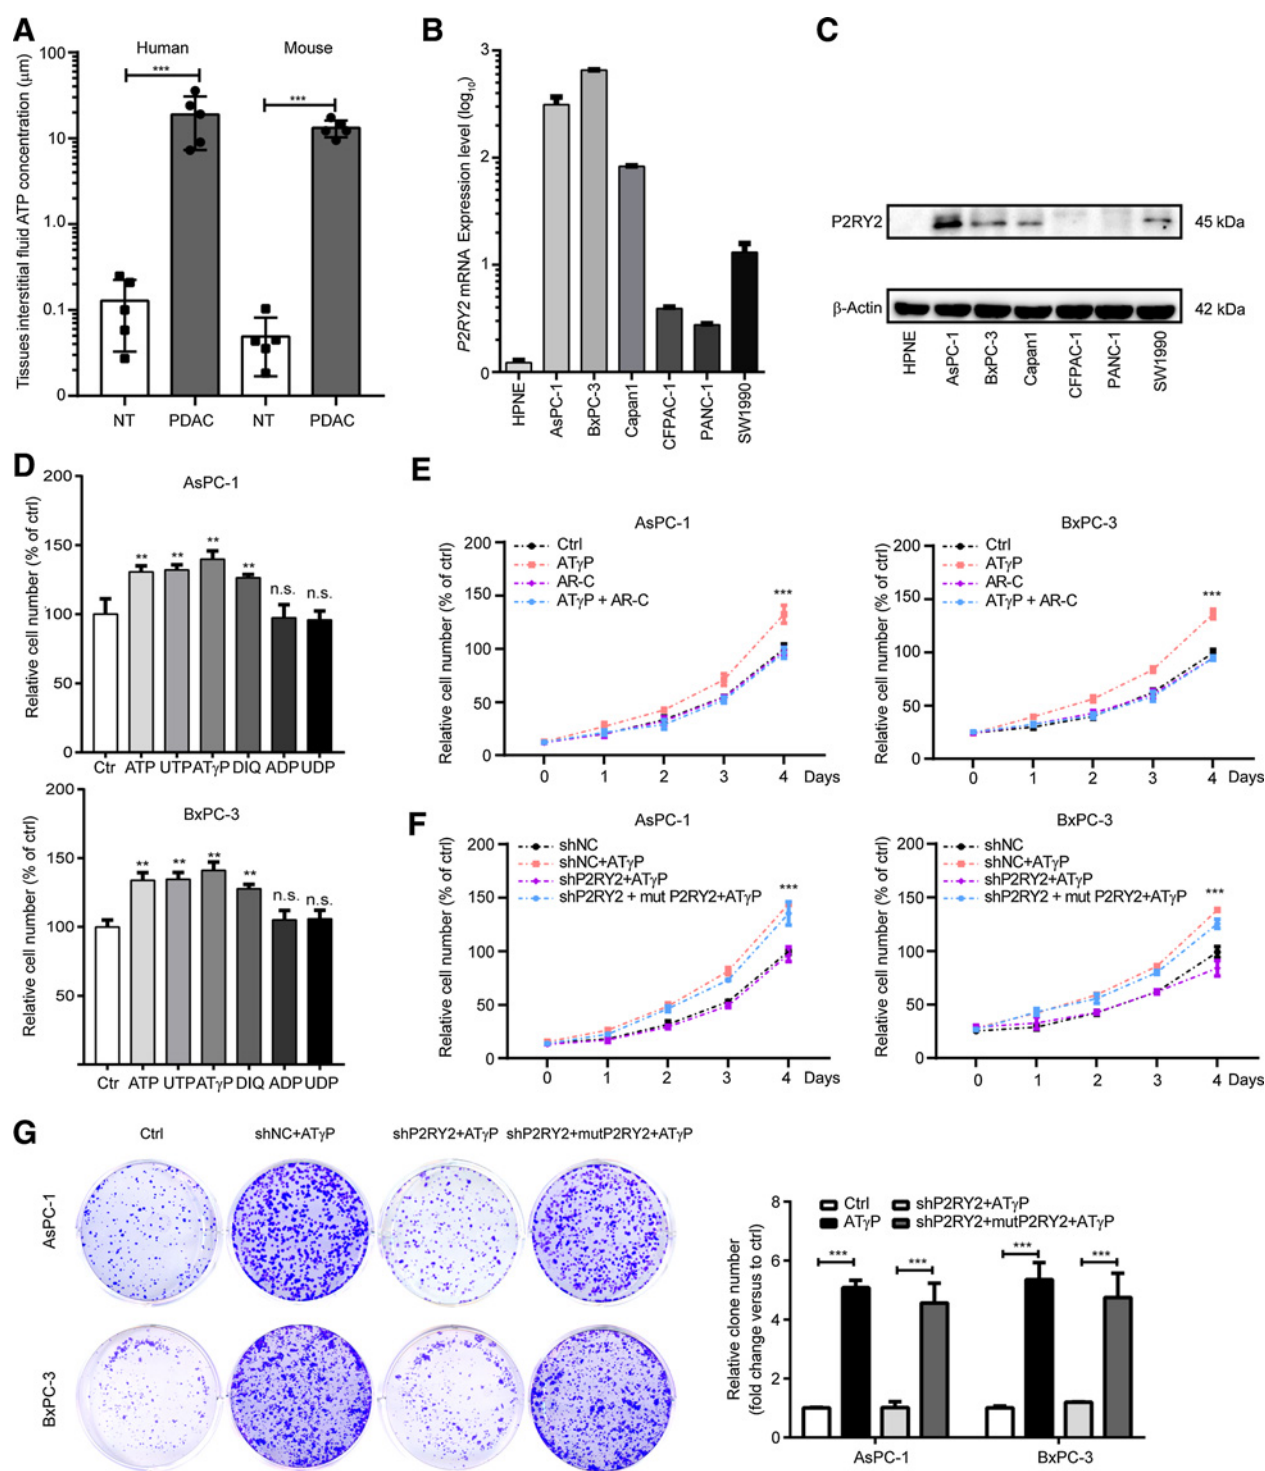 A
Human
Mouse
***
***
Tissues interstitial fluid ATP concentration (μm)
100
10
1.0
0.1
0
NT
PDAC
NT
PDAC
B
P2RY2 mRNA Expression level (log10)
3
2
1
0
HPNE
AsPC-1
BxPC-3
Capan1
CFPAC-1
PANC-1
SW1990
C
P2RY2
45 kDa
β-Actin
42 kDa
HPNE
AsPC-1
BxPC-3
Capan1
CFPAC-1
PANC-1
SW1990
D
AsPC-1
Relative cell number (% of ctrl)
200
150
100
50
0
** ** ** ** n.s. n.s.
Ctr ATP UTP ATγP DIQ ADP UDP
BxPC-3
Relative cell number (% of ctrl)
200
150
100
50
** ** ** ** n.s. n.s.
Ctr ATP UTP ATγP DIQ ADP UDP
E
AsPC-1
Relative cell number (% of ctrl)
200
150
100
50
0
Ctrl
ATγP
AR-C
ATγP + AR-C
***
0 1 2 3 4 Days
BxPC-3
Relative cell number (% of ctrl)
200
150
100
50
0
Ctrl
ATγP
AR-C
ATγP + AR-C
***
0 1 2 3 4 Days
F
AsPC-1
Relative cell number (% of ctrl)
200
150
100
50
0
shNC
shNC+ATγP
shP2RY2+ATγP
shP2RY2 + mut P2RY2+ATγP
***
0 1 2 3 4 Days
BxPC-3
Relative cell number (% of ctrl)
200
150
100
50
0
shNC
shNC+ATγP
shP2RY2+ATγP
shP2RY2 + mut P2RY2+ATγP
***
0 1 2 3 4 Days
G
Ctrl shNC+ATγP shP2RY2+ATγP shP2RY2+mutP2RY2+ATγP
AsPC-1
BxPC-3
Relative clone number
(fold change versus to ctrl)
8
6
4
2
0
Ctrl shP2RY2+ATγP
ATγP shP2RY2+mutP2RY2+ATγP
*** *** *** ***
AsPC-1 BxPC-3